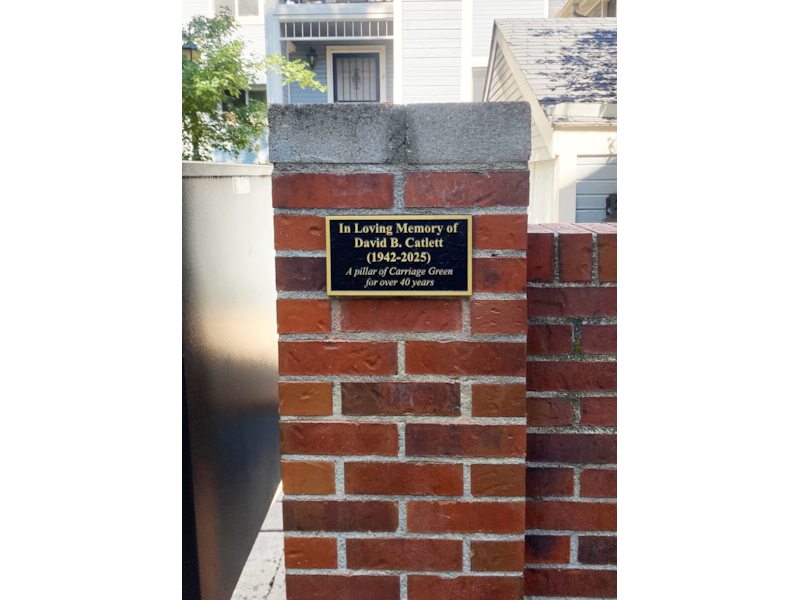 In Loving Memory of
David B. Catlett
(1942-2025)
A pillar of Carriage Green
for over 40 years